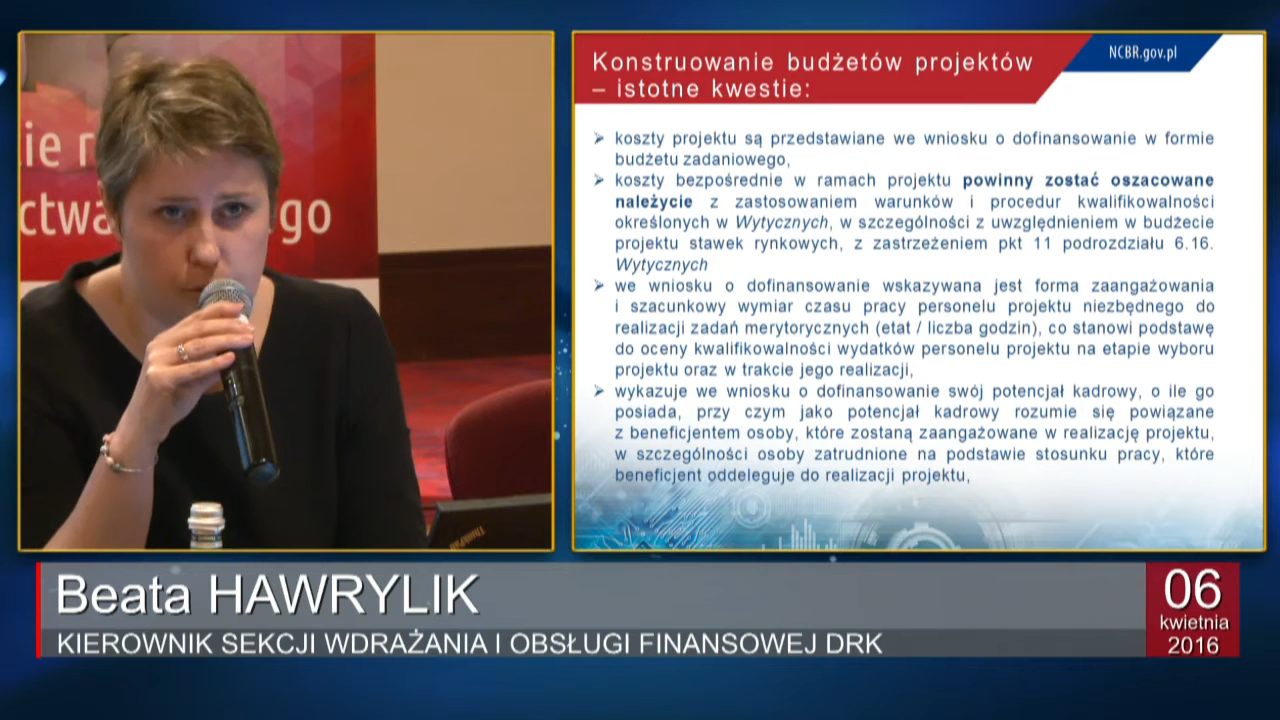 ie r
ctwa
go
ThinkPad
Konstruowanie budżetów projektów
– istotne kwestie:
NCBR.gov.pl
➢ koszty projektu są przedstawiane we wniosku o dofinansowanie w formie
budżetu zadaniowego,
➢ koszty bezpośrednie w ramach projektu powinny zostać oszacowane
należycie z zastosowaniem warunków i procedur kwalifikowalności
określonych w Wytycznych, w szczególności z uwzględnieniem w budżecie
projektu stawek rynkowych, z zastrzeżeniem pkt 11 podrozdziału 6.16.
Wytycznych
➢ we wniosku o dofinansowanie wskazywana jest forma zaangażowania
i szacunkowy wymiar czasu pracy personelu projektu niezbędnego do
realizacji zadań merytorycznych (etat / liczba godzin), co stanowi podstawę
do oceny kwalifikowalności wydatków personelu projektu na etapie wyboru
projektu oraz w trakcie jego realizacji,
➢ wykazuje we wniosku o dofinansowanie swój potencjał kadrowy, o ile go
posiada, przy czym jako potencjał kadrowy rozumie się powiązane
z beneficjentem osoby, które zostaną zaangażowane w realizację projektu,
w szczególności osoby zatrudnione na podstawie stosunku pracy, które
beneficjent oddeleguje do realizacji projektu,
Beata HAWRYLIK
KIEROWNIK SEKCJI WDRAŻANIA I OBSŁUGI FINANSOWEJ DRK
06
kwietnia
2016